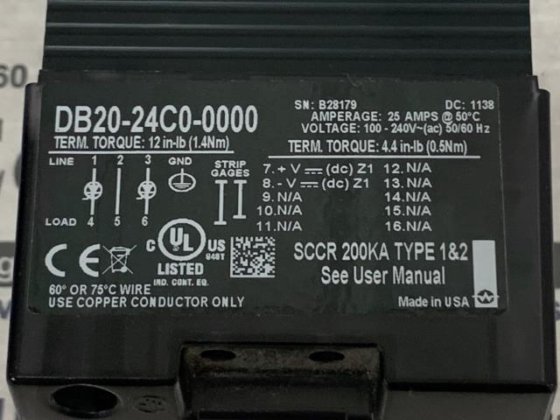 60
DB20-24C0-0000
SN: B28179 DC: 1138
AMPERAGE: 25 AMPS @ 50°C
VOLTAGE: 100 - 240V~(ac) 50/60 Hz
TERM. TORQUE: 12 in-lb (1.4Nm)
TERM. TORQUE: 4.4 in-lb (0.5Nm)
LINE 1 2 3 GND
STRIP
GAGES
LOAD 4 5 6
7. + V (dc) Z1 12. N/A
8. - V (dc) Z1 13. N/A
9. N/A 14. N/A
10. N/A 15. N/A
11. N/A 16. N/A
CE
C UL US
LISTED
IND. CONT. EQ.
SCCR 200KA TYPE 1&2
See User Manual
60° OR 75°C WIRE
USE COPPER CONDUCTOR ONLY
Made in USA